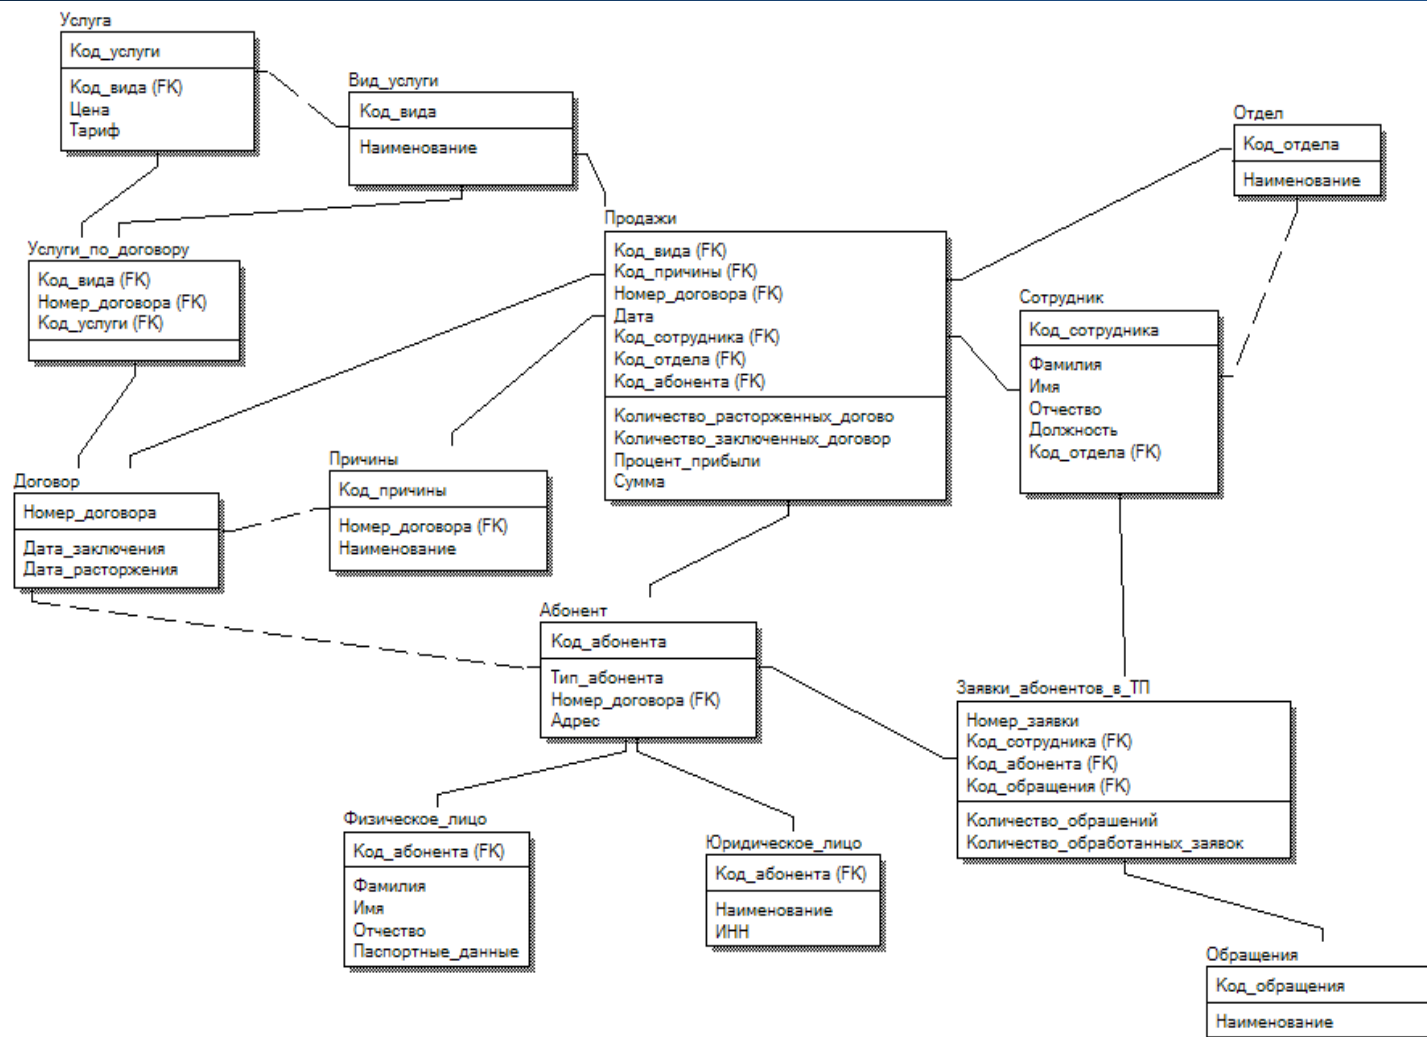 Услуга
Код_услуги
Код_вида (FK)
Цена
Тариф
Вид_услуги
Код_вида
Наименование
Отдел
Код_отдела
Наименование
Услуги_по_договору
Код_вида (FK)
Номер_договора (FK)
Код_услуги (FK)
Продажи
Код_вида (FK)
Код_причины (FK)
Номер_договора (FK)
Дата
Код_сотрудника (FK)
Код_отдела (FK)
Код_абонента (FK)
Количество_расторженных_догово
Количество_заключенных_договор
Процент_прибыли
Сумма
Сотрудник
Код_сотрудника
Фамилия
Имя
Отчество
Должность
Код_отдела (FK)
Договор
Номер_договора
Дата_заключения
Дата_расторжения
Причины
Код_причины
Номер_договора (FK)
Наименование
Абонент
Код_абонента
Тип_абонента
Номер_договора (FK)
Адрес
Заявки_абонентов_в_ТП
Номер_заявки
Код_сотрудника (FK)
Код_абонента (FK)
Код_обращения (FK)
Количество_обрашений
Количество_обработанных_заявок
Физическое_лицо
Код_абонента (FK)
Фамилия
Имя
Отчество
Паспортные_данные
Юридическое_лицо
Код_абонента (FK)
Наименование
ИНН
Обращения
Код_обращения
Наименование